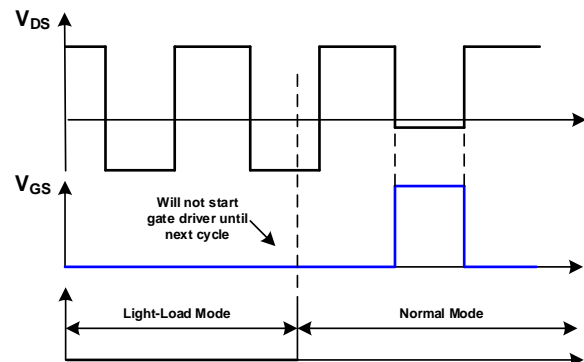 VDS
VGS
Will not start
gate driver until
next cycle
Light-Load Mode
Normal Mode